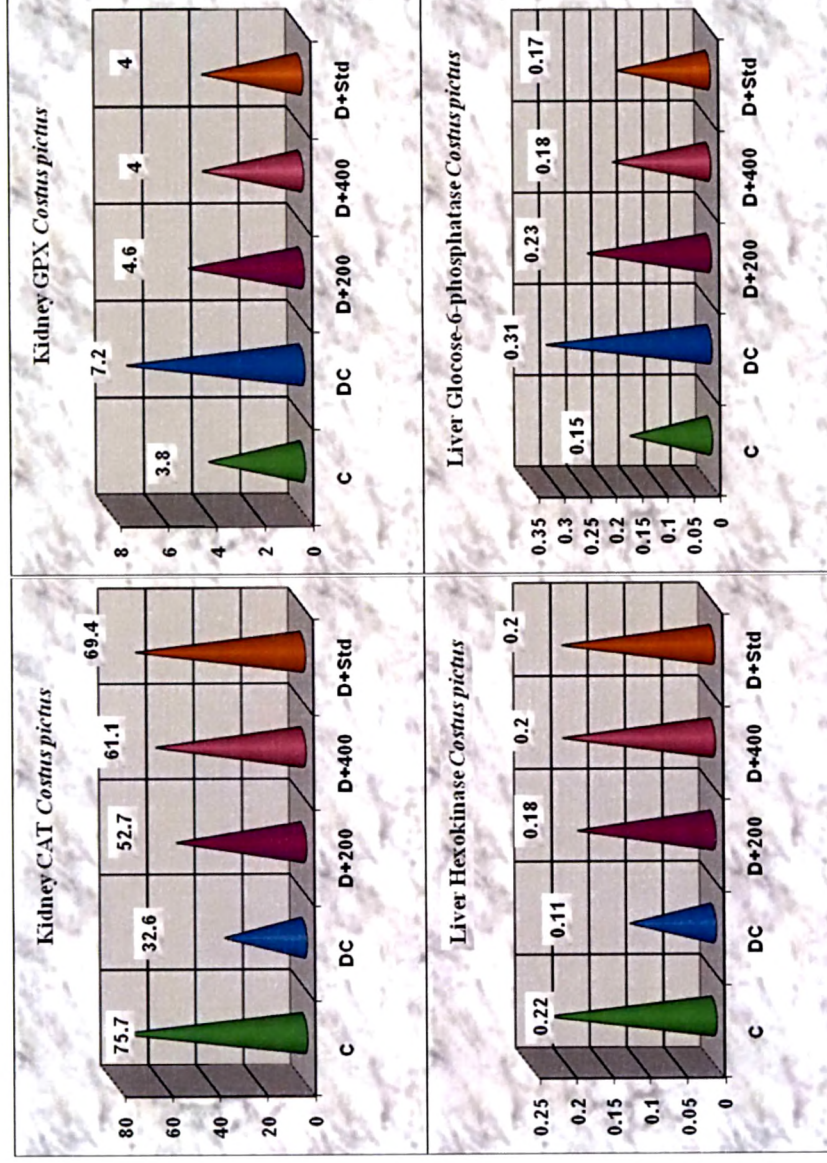 Kidney CAT Costus pictus
80
60
40
20
0
75.7
32.6
52.7
61.1
69.4
C
DC
D+200
D+400
D+Std
Kidney GPX Costus pictus
8
6
4
2
0
3.8
7.2
4.6
4
4
C
DC
D+200
D+400
D+Std
Liver Hexokinase Costus pictus
0.25
0.2
0.15
0.1
0.05
0
0.22
0.11
0.18
0.2
0.2
C
DC
D+200
D+400
D+Std
Liver Glocose-6-phosphatase Costus pictus
0.35
0.3
0.25
0.2
0.15
0.1
0.05
0
0.15
0.31
0.23
0.18
0.17
C
DC
D+200
D+400
D+Std